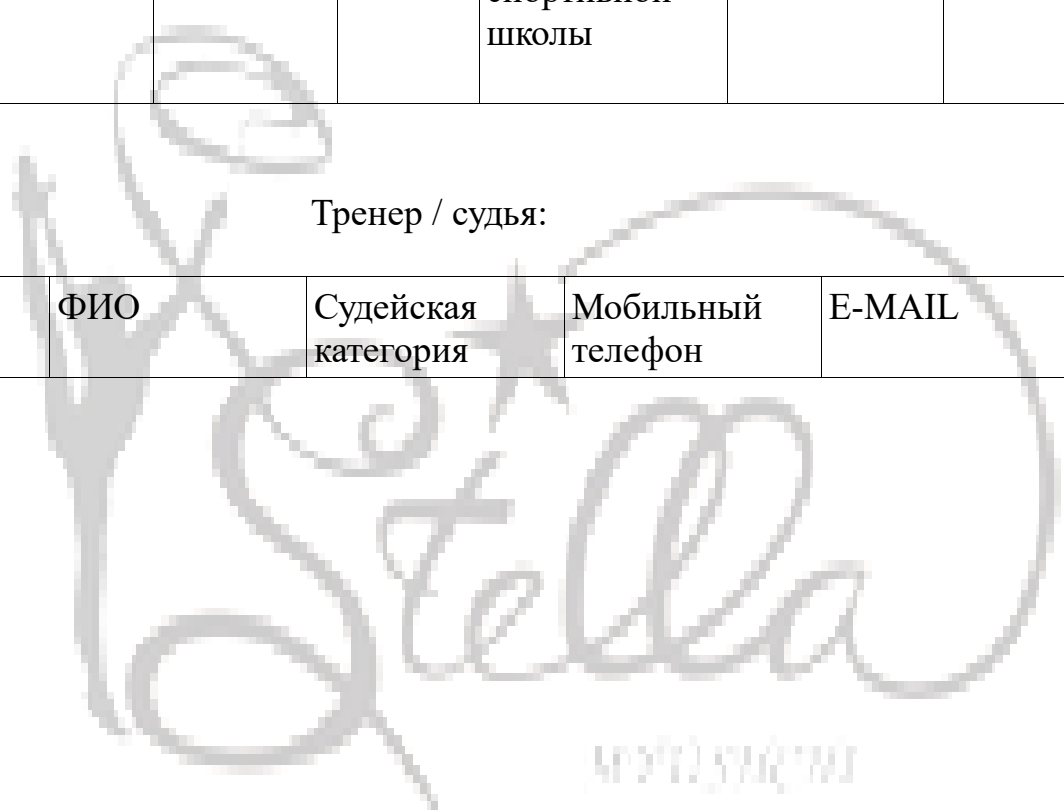 школы
Тренер / судья:
ФИО
Судейская
категория
Мобильный
телефон
E-MAIL
Stella